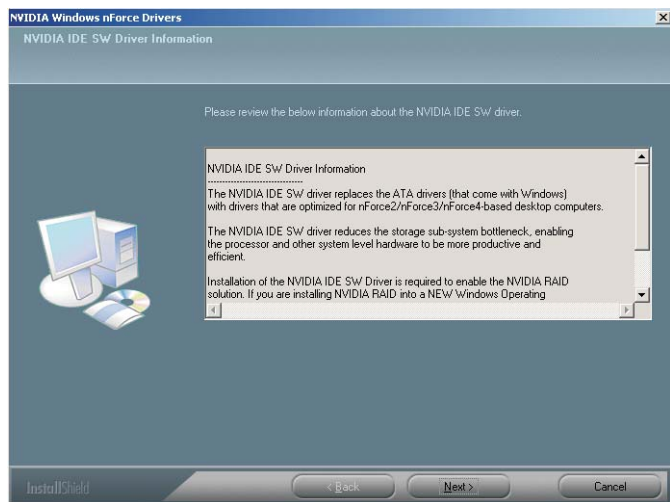 NVIDIA Windows nForce Drivers
NVIDIA IDE SW Driver Information
Please review the below information about the NVIDIA IDE SW driver.
NVIDIA IDE SW Driver Information
--------------------------------
The NVIDIA IDE SW driver replaces the ATA drivers (that come with Windows)
with drivers that are optimized for nForce2/nForce3/nForce4-based desktop computers.
The NVIDIA IDE SW driver reduces the storage sub-system bottleneck, enabling
the processor and other system level hardware to be more productive and
efficient.
Installation of the NVIDIA IDE SW Driver is required to enable the NVIDIA RAID
solution. If you are installing NVIDIA RAID into a NEW Windows Operating
InstallShield
< Back
Next >
Cancel